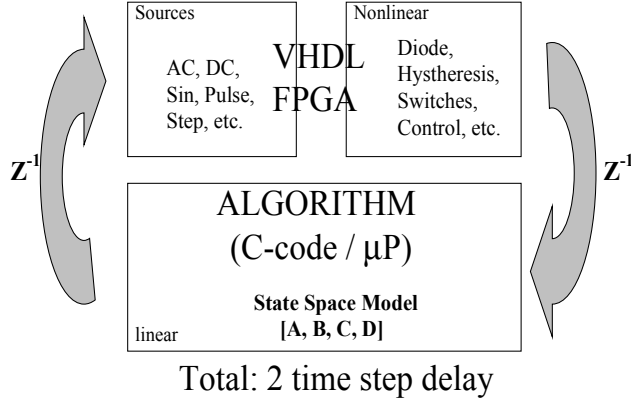 Sources
AC, DC,
Sin, Pulse,
Step, etc.
VHDL
FPGA
Nonlinear
Diode,
Hystheresis,
Switches,
Control, etc.
Z-1
Z-1
ALGORITHM
(C-code / μP)
State Space Model
[A, B, C, D]
linear
Total: 2 time step delay